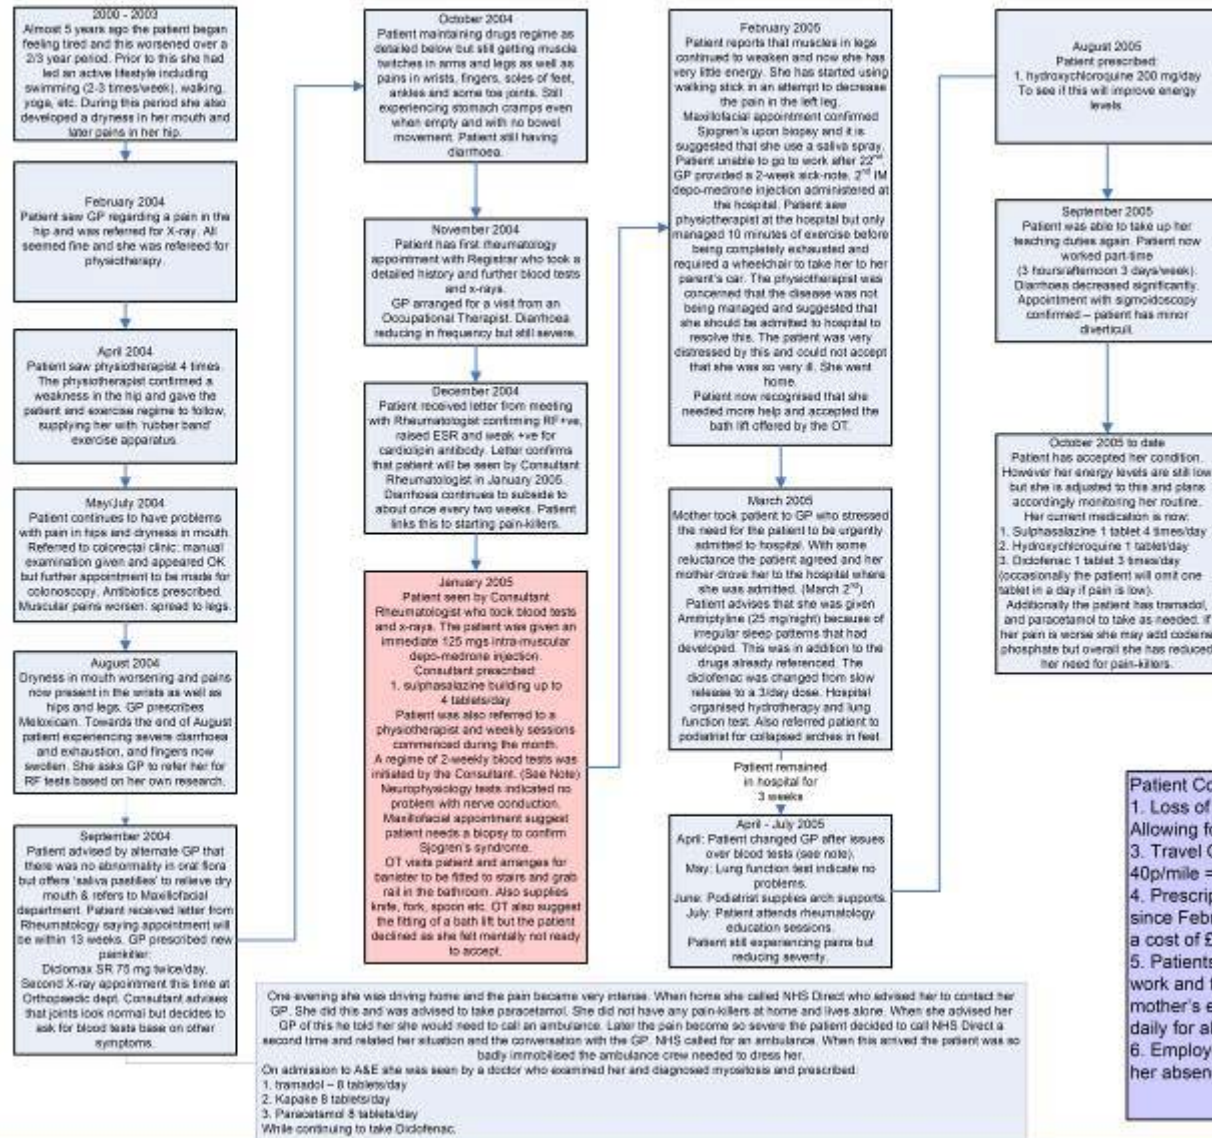 2000 - 2003
Almost 5 years ago the patient began
feeling tired and this worsened over a
2/3 year period. Prior to this she had
led an active lifestyle including
swimming (2-3 times/week), walking,
yoga, etc. During this period she also
developed a dryness in her mouth and
later pains in her hip.
February 2004
Patient saw GP regarding a pain in the
hip and was referred for X-ray. All
seemed fine and she was refereed for
physiotherapy.
April 2004
Patient saw physiotherapist 4 times.
The physiotherapist confirmed a
weakness in the hip and gave the
patient and exercise regime to follow,
supplying her with 'rubber band'
exercise apparatus.
May/July 2004
Patient continues to have problems
with pain in hips and dryness in mouth.
Referred to colorectal clinic: manual
examination given and appeared OK
but further appointment to be made for
colonoscopy. Antibiotics prescribed.
Muscular pains worsen: spread to legs.
August 2004
Dryness in mouth worsening and pains
now present in the wrists as well as
hips and legs. GP prescribes
Meloxicam. Towards the end of August
patient experiencing severe diarrhoea
and exhaustion, and fingers now
swollen. She asks GP to refer her for
RF tests based on her own research.
September 2004
Patient advised by alternate GP that
there was no abnormality in oral flora
but offers 'saliva pastilles' to relieve dry
mouth & refers to Maxillofacial
department. Patient received letter from
Rheumatology saying appointment will
be within 13 weeks. GP prescribed new
painkiller:
Diclomax SR 75 mg twice/day.
Second X-ray appointment this time at
Orthopaedic dept. Consultant advises
that joints look normal but decides to
ask for blood tests base on other
symptoms.
October 2004
Patient maintaining drugs regime as
detailed below but still getting muscle
twitches in arms and legs as well as
pains in wrists, fingers, soles of feet,
ankles and some toe joints. Still
experiencing stomach cramps even
when empty and with no bowel
movement. Patient still having
diarrhoea.
November 2004
Patient has first rheumatology
appointment with Registrar who took a
detailed history and further blood tests
and x-rays.
GP arranged for a visit from an
Occupational Therapist. Diarrhoea
reducing in frequency but still severe.
December 2004
Patient received letter from meeting
with Rheumatologist confirming RF+ve,
raised ESR and weak +ve for
cardiolipin antibody. Letter confirms
that patient will be seen by Consultant
Rheumatologist in January 2005.
Diarrhoea continues to subside to
about once every two weeks. Patient
links this to starting pain-killers.
January 2005
Patient seen by Consultant
Rheumatologist who took blood tests
and x-rays. The patient was given an
immediate 125 mgs intra-muscular
depo-medrone injection.
Consultant prescribed:
1. sulphasalazine building up to
4 tablets/day
Patient was also referred to a
physiotherapist and weekly sessions
commenced during the month.
A regime of 2-weekly blood tests was
initiated by the Consultant. (See Note)
Neurophysiology tests indicated no
problem with nerve conduction.
Maxillofacial appointment suggest
patient needs a biopsy to confirm
Sjogren's syndrome.
OT visits patient and arranges for
banister to be fitted to stairs and grab
rail in the bathroom. Also supplies
knife, fork, spoon etc. OT also suggest
the fitting of a bath lift but the patient
declined as she felt mentally not ready
to accept.
February 2005
Patient reports that muscles in legs
continued to weaken and now she has
very little energy. She has started using
walking stick in an attempt to decrease
the pain in the left leg.
Maxillofacial appointment confirmed
Sjogren's upon biopsy and it is
suggested that she use a saliva spray.
Patient unable to go to work after 22nd.
GP provided a 2-week sick-note. 2nd IM
depo-medrone injection administered at
the hospital. Patient saw
physiotherapist at the hospital but only
managed 10 minutes of exercise before
being completely exhausted and
required a wheelchair to take her to her
parent's car. The physiotherapist was
concerned that the disease was not
being managed and suggested that
she should be admitted to hospital to
resolve this. The patient was very
distressed by this and could not accept
that she was so very ill. She went
home.
Patient now recognised that she
needed more help and accepted the
bath lift offered by the OT.
March 2005
Mother took patient to GP who stressed
the need for the patient to be urgently
admitted to hospital. With some
reluctance the patient agreed and her
mother drove her to the hospital where
she was admitted. (March 2nd)
Patient advises that she was given
Amitriptyline (25 mg/night) because of
irregular sleep patterns that had
developed. This was in addition to the
drugs already referenced. The
diclofenac was changed from slow
release to a 3/day dose. Hospital
organised hydrotherapy and lung
function test. Also referred patient to
podiatrist for collapsed arches in feet.
Patient remained
in hospital for
3 weeks
April - July 2005
April: Patient changed GP after issues
over blood tests (see note).
May: Lung function test indicate no
problems.
June: Podiatrist supplies arch supports.
July: Patient attends rheumatology
education sessions.
Patient still experiencing pains but
reducing severity.
August 2005
Patient prescribed:
1. hydroxychloroquine 200 mg/day
To see if this will improve energy
levels.
September 2005
Patient was able to take up her
teaching duties again. Patient now
worked part-time
(3 hours/afternoon 3 days/week).
Diarrhoea decreased significantly.
Appointment with sigmoidoscopy
confirmed – patient has minor
diverticuli.
October 2005 to date
Patient has accepted her condition.
However her energy levels are still low
but she is adjusted to this and plans
accordingly monitoring her routine.
Her current medication is now:
1. Sulphasalazine 1 tablet 4 times/day
2. Hydroxychloroquine 1 tablet/day
3. Diclofenac 1 tablet 3 times/day
(occasionally the patient will omit one
tablet in a day if pain is low).
Additionally the patient has tramadol,
and paracetamol to take as needed. If
her pain is worse she may add codeine
phosphate but overall she has reduced
her need for pain-killers.
One evening she was driving home and the pain became very intense. When home she called NHS Direct who advised her to contact her
GP. She did this and was advised to take paracetamol. She did not have any pain-killers at home and lives alone. When she advised her
GP of this he told her she would need to call an ambulance. Later the pain become so severe the patient decided to call NHS Direct a
second time and related her situation and the conversation with the GP. NHS called for an ambulance. When this arrived the patient was so
badly immobilised the ambulance crew needed to dress her.
On admission to A&E she was seen by a doctor who examined her and diagnosed myositosis and prescribed:
1. tramadol – 8 tablets/day
2. Kapake 8 tablets/day
3. Paracetamol 8 tablets/day
While continuing to take Diclofenac.
Patient Co
1. Loss of
Allowing fo
3. Travel C
40p/mile =
4. Prescrip
since Febr
a cost of £
5. Patients
work and t
mother's e
daily for al
6. Employ
her absen